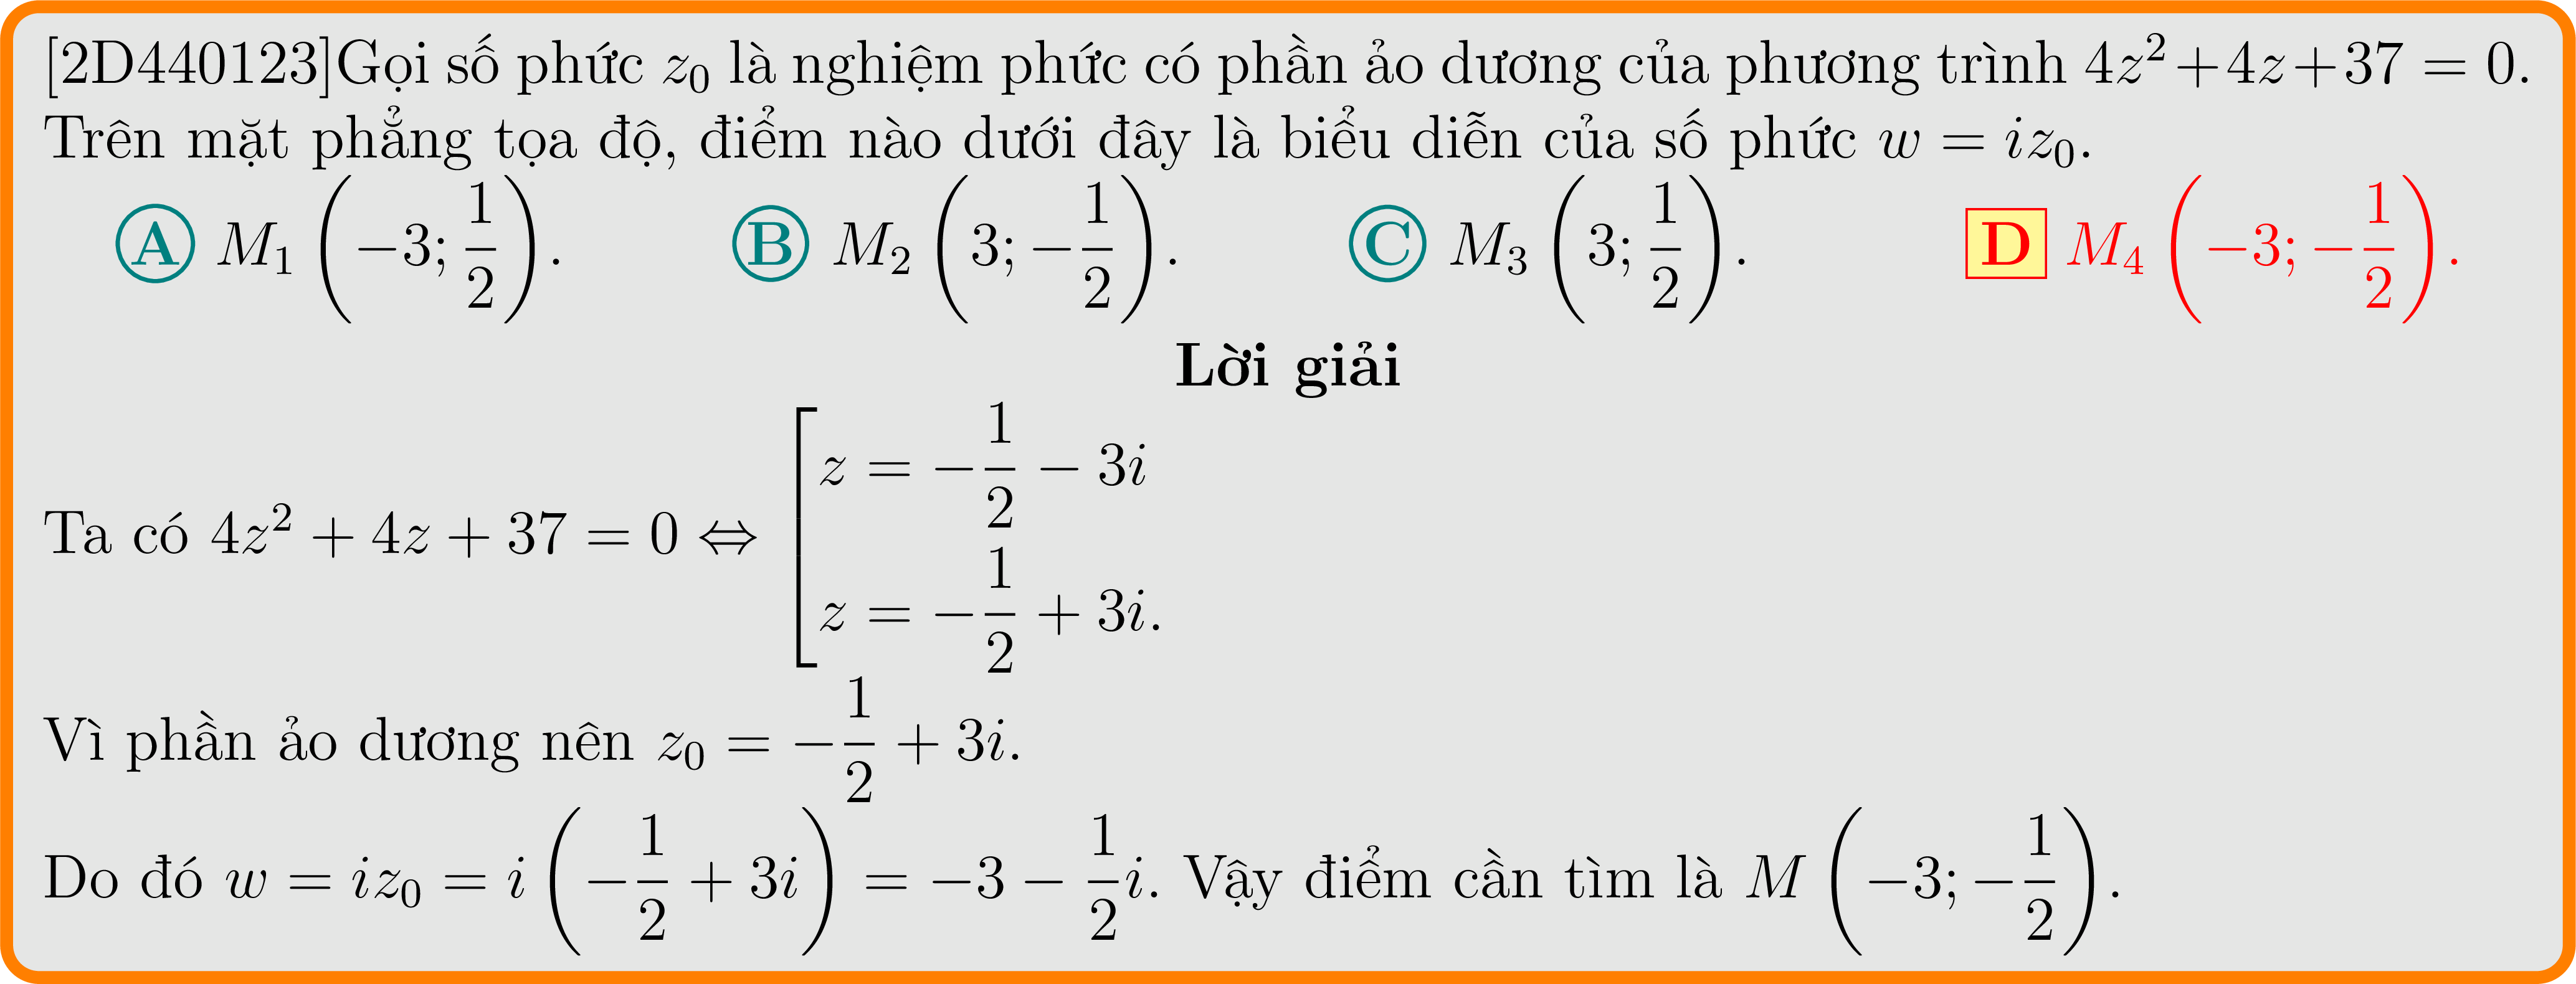 [2D440123]Gọi số phức $z_0$ là nghiệm phức có phần ảo dương của phương trình $4z^2+4z+37=0$.
Trên mặt phẳng tọa độ, điểm nào dưới đây là biểu diễn của số phức $w = iz_0$.
A $M_1\left(-3;\frac{1}{2}\right)$. B $M_2\left(3;-\frac{1}{2}\right)$. C $M_3\left(3;\frac{1}{2}\right)$. D $M_4\left(-3;-\frac{1}{2}\right)$.
Lời giải
Ta có $4z^2+4z+37=0 \Leftrightarrow \left[\begin{array}{l} z=-\frac{1}{2}-3i \\ z=-\frac{1}{2}+3i. \end{array}\right.$
Vì phần ảo dương nên $z_0=-\frac{1}{2}+3i$.
Do đó $w=iz_0=i\left(-\frac{1}{2}+3i\right)=-3-\frac{1}{2}i$. Vậy điểm cần tìm là $M\left(-3;-\frac{1}{2}\right)$.